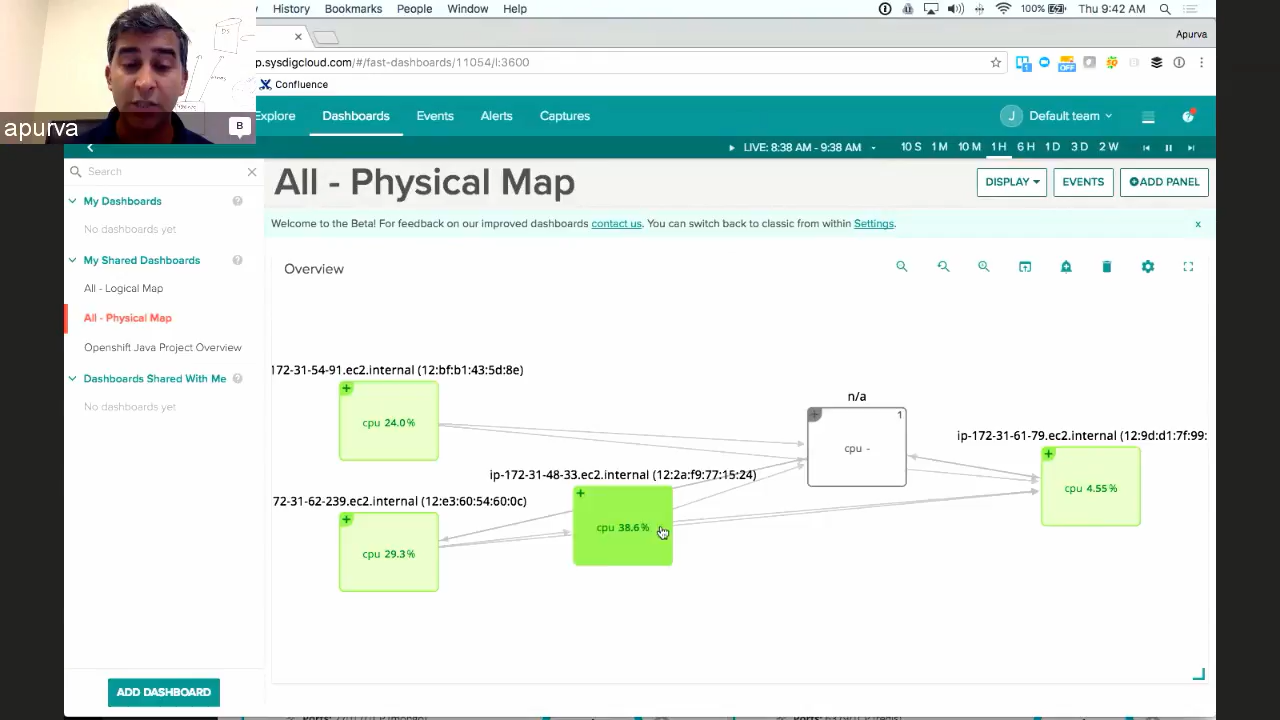 History Bookmarks People Window Help
100% Thu 9:42 AM
Apurva
p.sysdigcloud.com/#/fast-dashboards/11054/l:3600
Confluence
OFF
DS
apurva
B
Explore Dashboards Events Alerts Captures
J Default team
LIVE: 8:38 AM - 9:38 AM 10 S 1 M 10 M 1 H 6 H 1 D 3 D 2 W
Search
My Dashboards
No dashboards yet
My Shared Dashboards
All - Logical Map
All - Physical Map
Openshift Java Project Overview
Dashboards Shared With Me
No dashboards yet
ADD DASHBOARD
All - Physical Map
DISPLAY EVENTS ADD PANEL
Welcome to the Beta! For feedback on our improved dashboards contact us. You can switch back to classic from within Settings. x
Overview
172-31-54-91.ec2.internal (12:bf:b1:43:5d:8e)
cpu 24.0%
n/a
1
cpu -
ip-172-31-61-79.ec2.internal (12:9d:d1:7f:99:
cpu 4.55%
ip-172-31-48-33.ec2.internal (12:2a:f9:77:15:24)
cpu 38.6%
72-31-62-239.ec2.internal (12:e3:60:54:60:0c)
cpu 29.3%